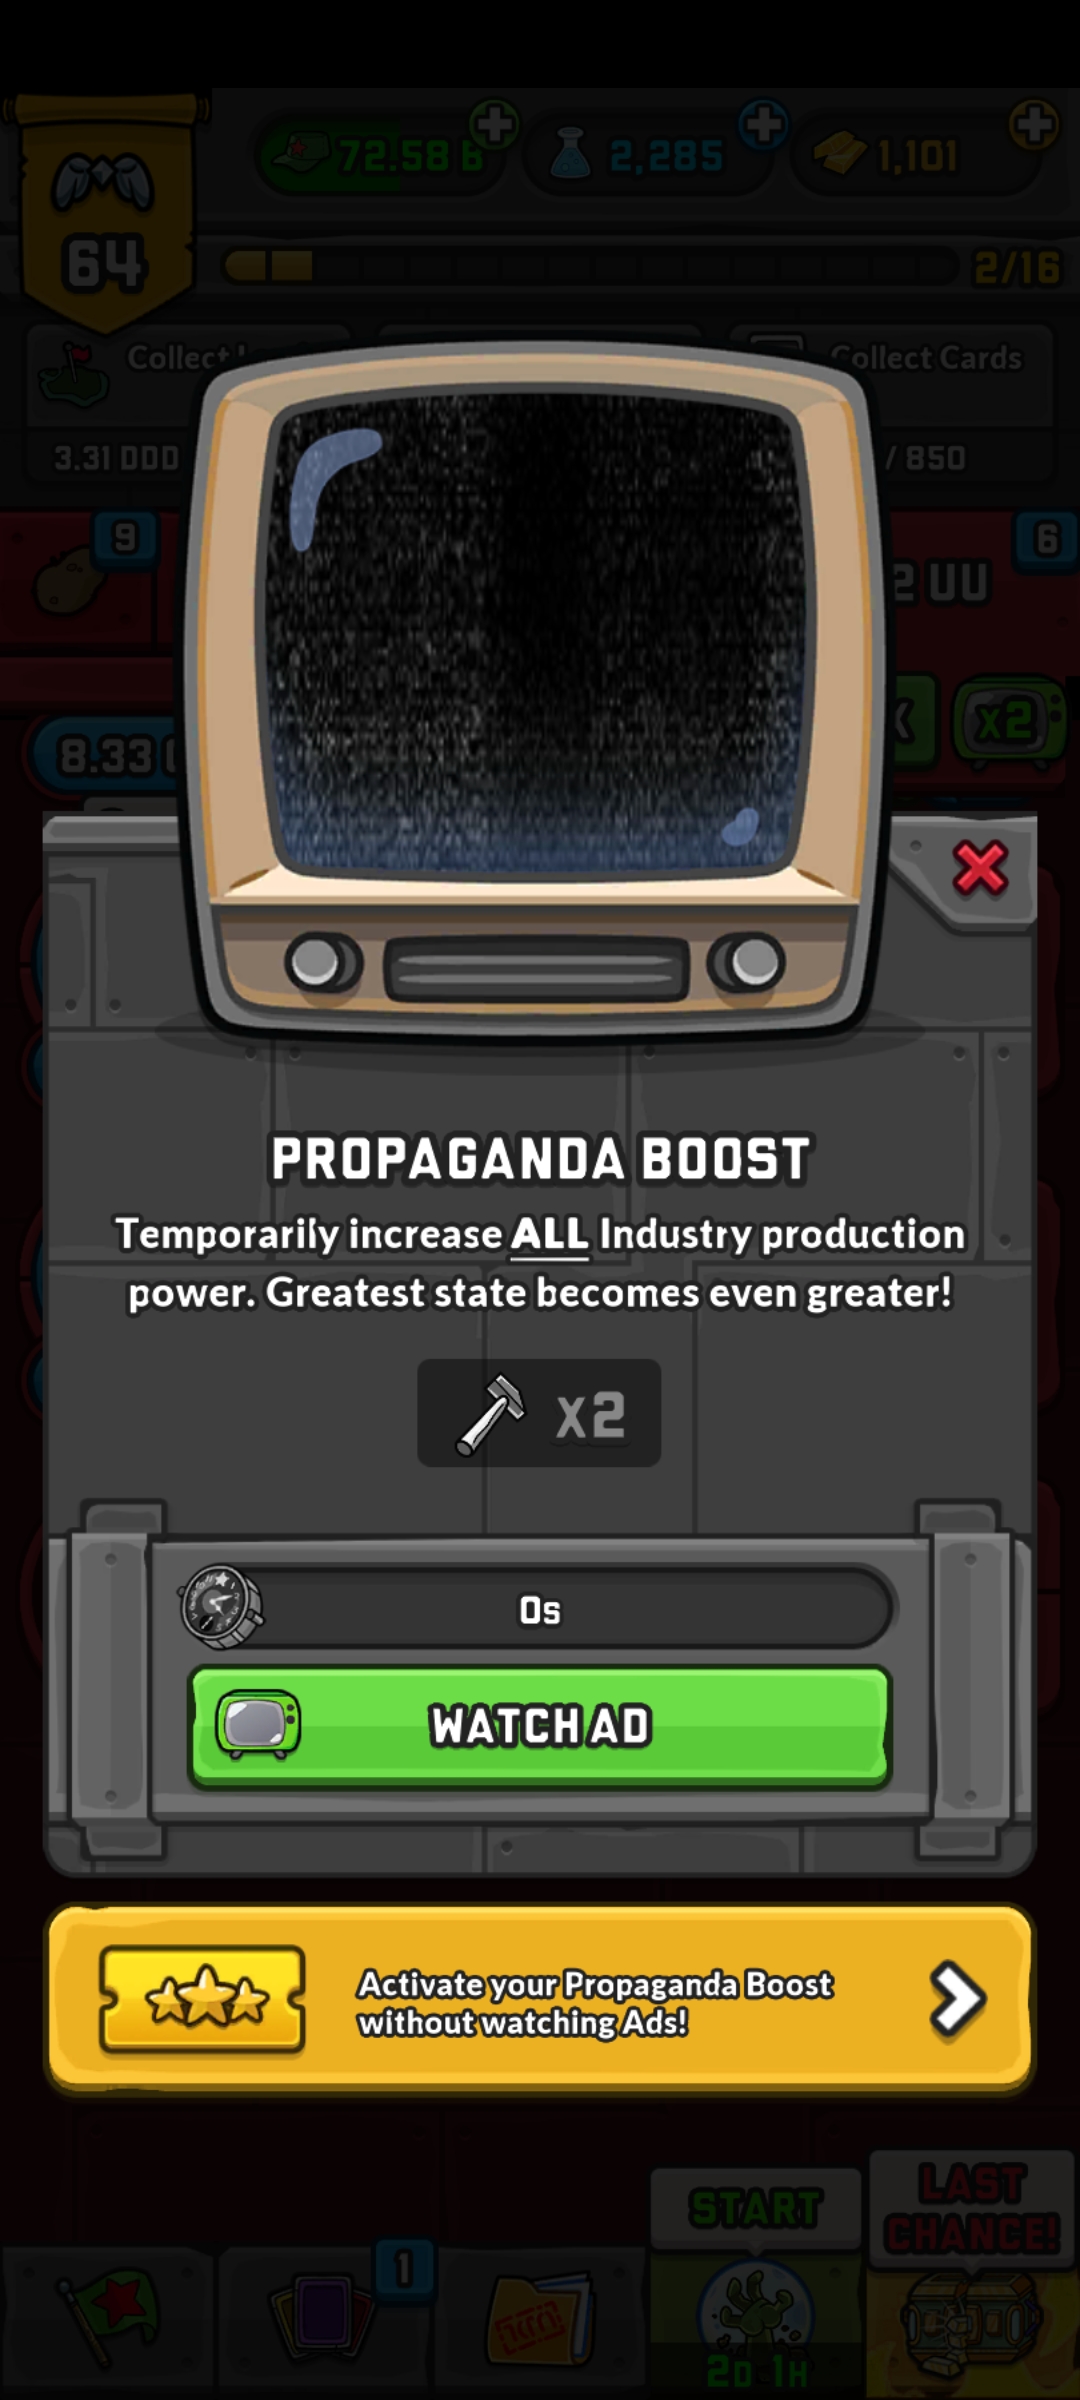 72.58 B
2,285
1,101
64
2/16
Collect
Collect Cards
3.31 DDD
/ 850
9
6
2 UU
8.33
x2
PROPAGANDA BOOST
Temporarily increase ALL Industry production
power. Greatest state becomes even greater!
x2
0s
WATCH AD
Activate your Propaganda Boost
without watching Ads!
START
LAST
CHANCE!
1
2D 1H